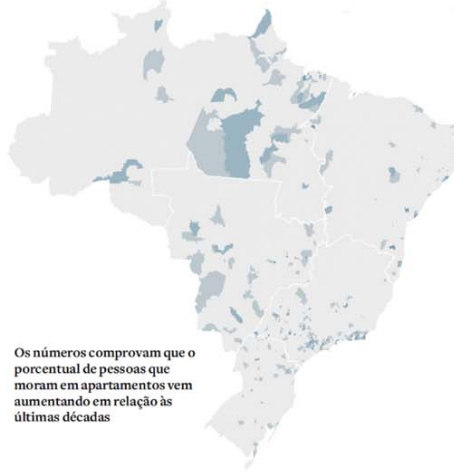 Os números comprovam que o
porcentual de pessoas que
moram em apartamentos vem
aumentando em relação às
últimas décadas